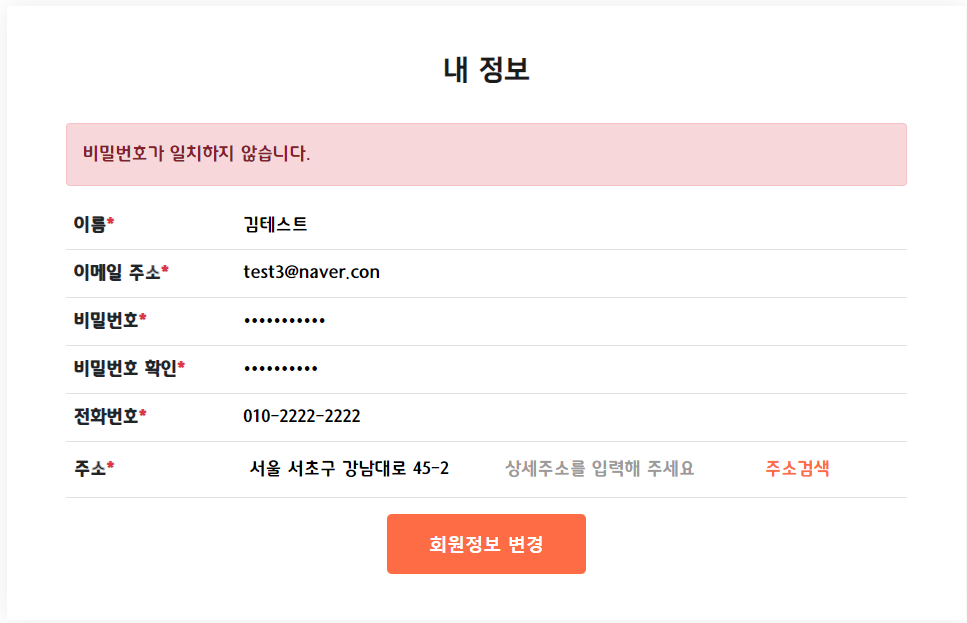 내 정보
비밀번호가 일치하지 않습니다.
이름* 김테스트
이메일 주소* test3@naver.con
비밀번호* •••••••••••
비밀번호 확인* ••••••••••
전화번호* 010-2222-2222
주소* 서울 서초구 강남대로 45-2 상세주소를 입력해 주세요 주소검색
회원정보 변경